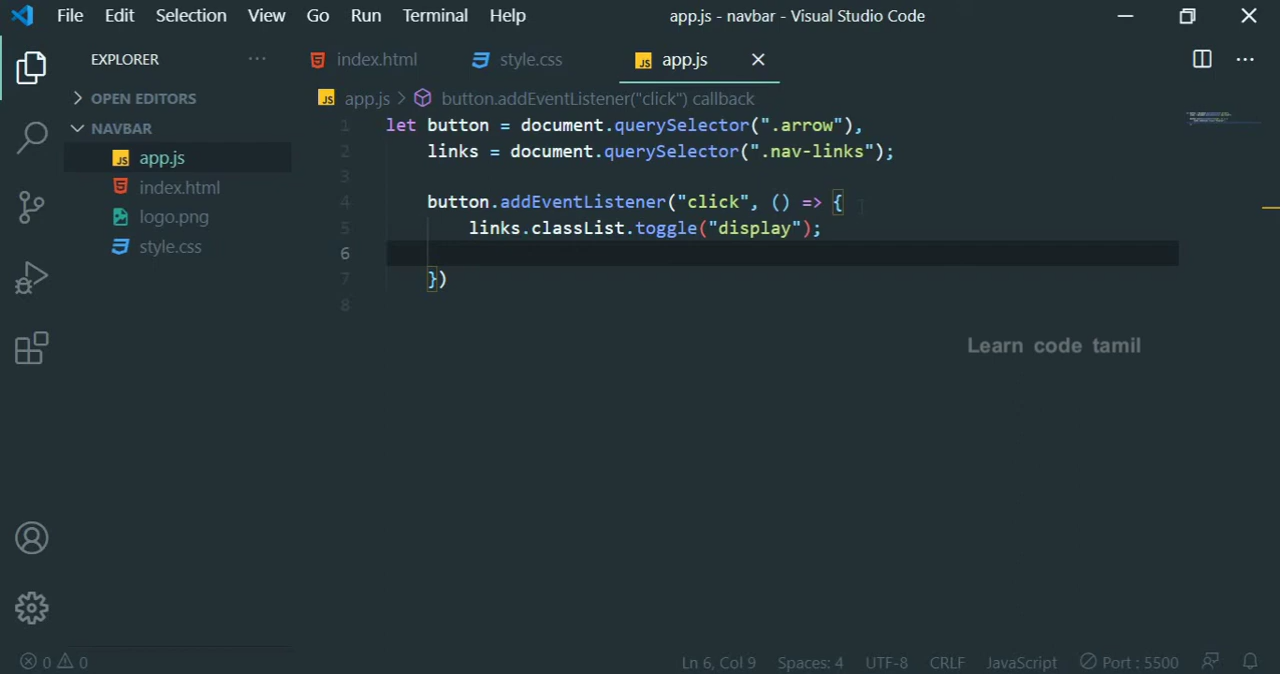 File Edit Selection View Go Run Terminal Help app.js - navbar - Visual Studio Code
EXPLORER ··· index.html style.css JS app.js
OPEN EDITORS JS app.js > button.addEventListener("click") callback
NAVBAR
JS app.js
index.html
logo.png
style.css
1 let button = document.querySelector(".arrow"),
2 links = document.querySelector(".nav-links");
3
4 button.addEventListener("click", () => {
5 links.classList.toggle("display");
6
7 })
8
Learn code tamil
0 0 Ln 6, Col 9 Spaces: 4 UTF-8 CRLF JavaScript Port : 5500